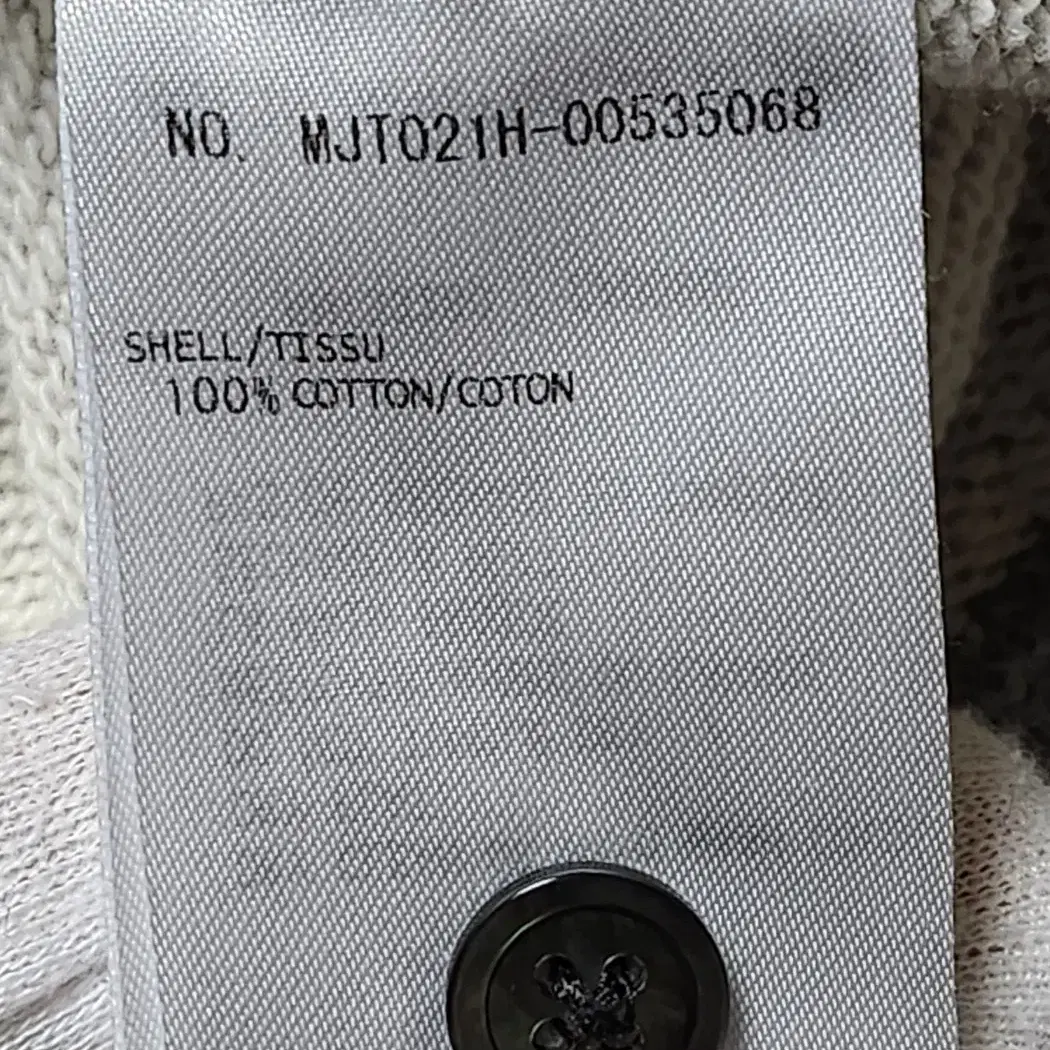 NO. MJT021H-00535068
SHELL/TISSU
100% COTTON/COTON